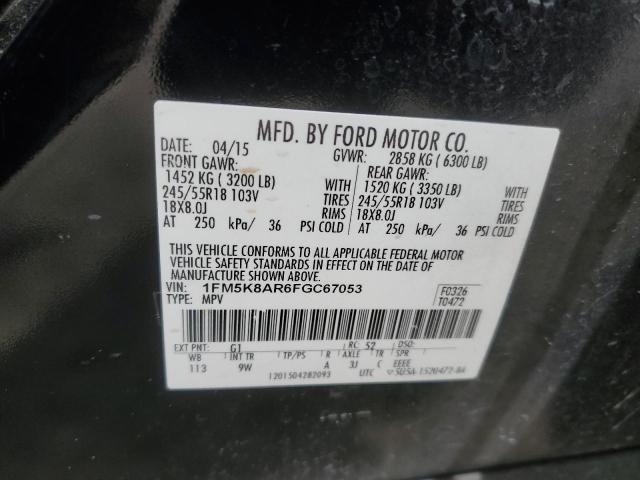 MFD. BY FORD MOTOR CO.
DATE: 04/15 GVWR: 2858 KG ( 6300 LB)
FRONT GAWR: REAR GAWR:
1452 KG ( 3200 LB) WITH 1520 KG ( 3350 LB) WITH
245/55R18 103V TIRES 245/55R18 103V TIRES
18X8.0J RIMS 18X8.0J RIMS
AT 250 kPa/ 36 PSI COLD AT 250 kPa/ 36 PSI COLD
THIS VEHICLE CONFORMS TO ALL APPLICABLE FEDERAL MOTOR
VEHICLE SAFETY STANDARDS IN EFFECT ON THE DATE OF
MANUFACTURE SHOWN ABOVE.
VIN: 1FM5K8AR6FGC67053 F0326
TYPE: MPV T0472
EXT PNT: G1 RC: 52 DSO:
WB INT TR TP/PS R AXLE TR SPR
113 9W A 3J C EEEE
1201504282093 UTC 5U5A-1520472-BA